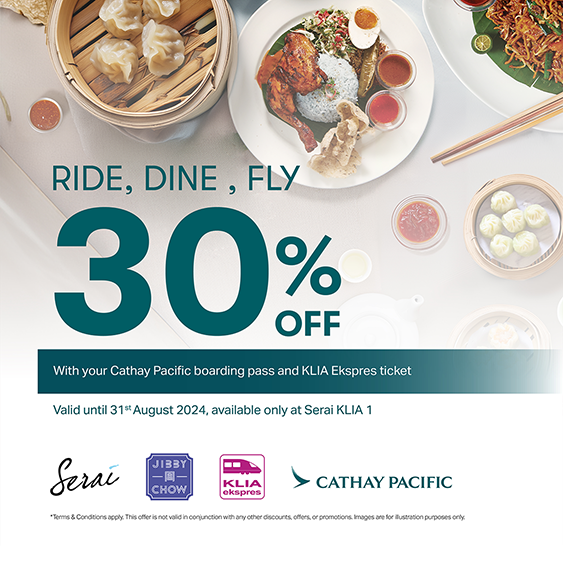 RIDE, DINE , FLY
30%
OFF
With your Cathay Pacific boarding pass and KLIA Ekspres ticket
Valid until 31st August 2024, available only at Serai KLIA 1
Serai
JIBBY
周
CHOW
KLIA
ekspres
CATHAY PACIFIC
*Terms & Conditions apply. This offer is not valid in conjunction with any other discounts, offers, or promotions. Images are for illustration purposes only.